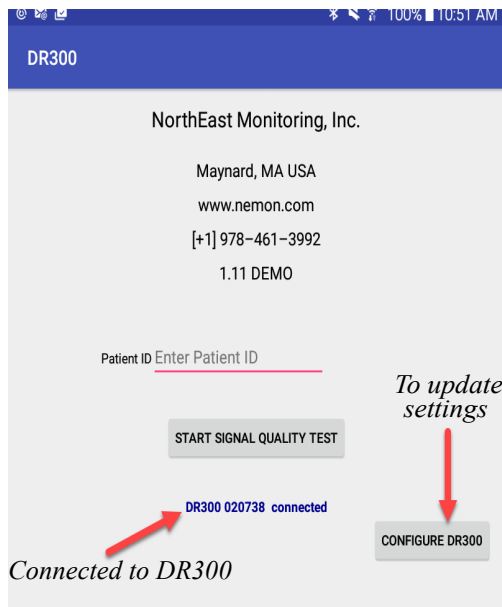 100% 10:51 AM
DR300
NorthEast Monitoring, Inc.
Maynard, MA USA
www.nemon.com
[+1] 978–461–3992
1.11 DEMO
Patient ID Enter Patient ID
To update
settings
START SIGNAL QUALITY TEST
DR300 020738 connected
CONFIGURE DR300
Connected to DR300